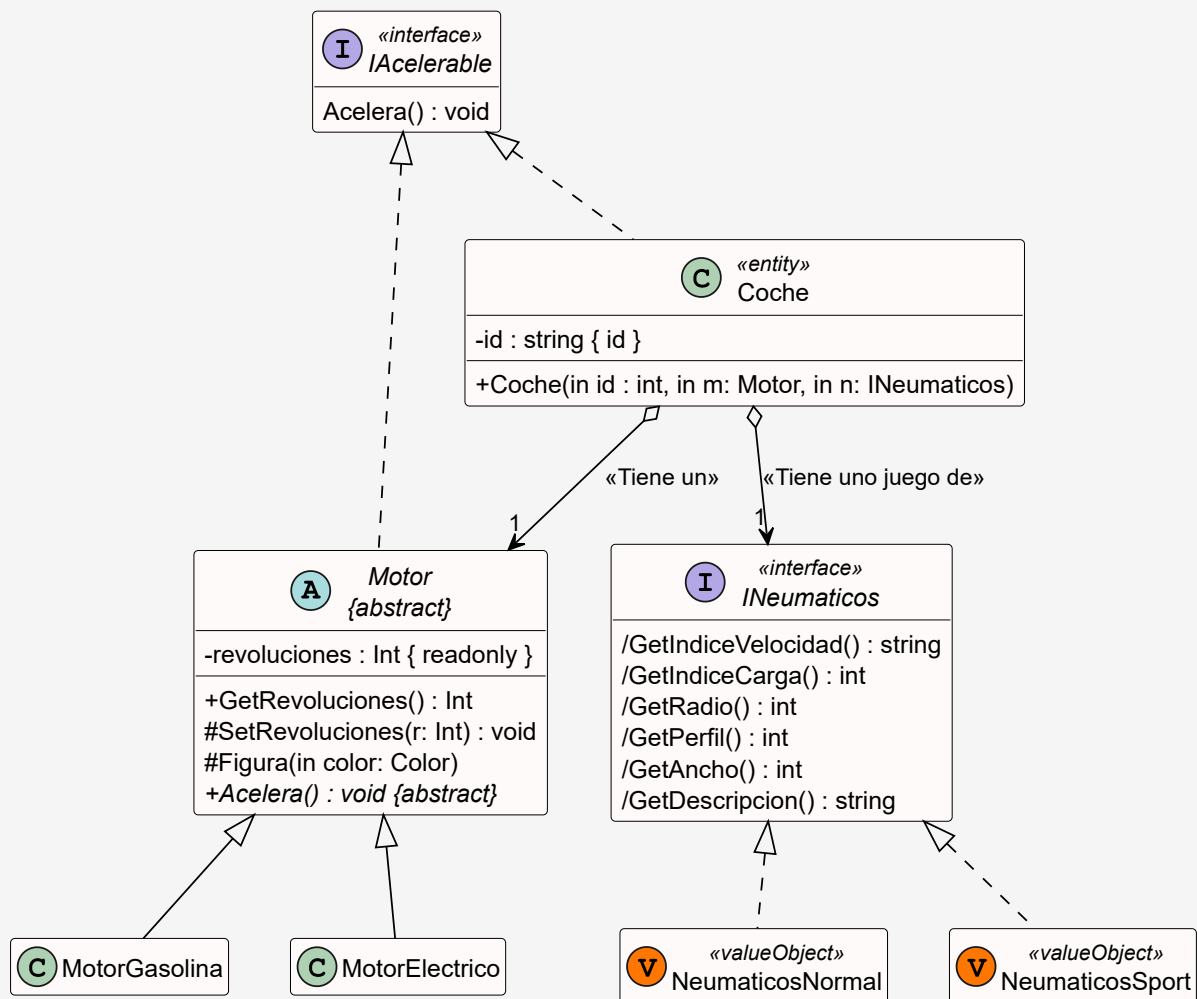 I
«interface»
IAcelerable
Acelera() : void
C
«entity»
Coche
-id : string { id }
+Coche(in id : int, in m: Motor, in n: INeumaticos)
«Tiene un»
«Tiene uno juego de»
1
1
A
Motor
{abstract}
-revoluciones : Int { readonly }
+GetRevoluciones() : Int
#SetRevoluciones(r: Int) : void
#Figura(in color: Color)
+Acelera() : void {abstract}
I
«interface»
INeumaticos
/GetIndiceVelocidad() : string
/GetIndiceCarga() : int
/GetRadio() : int
/GetPerfil() : int
/GetAncho() : int
/GetDescripcion() : string
C MotorGasolina
C MotorElectrico
V
«valueObject»
NeumaticosNormal
V
«valueObject»
NeumaticosSport